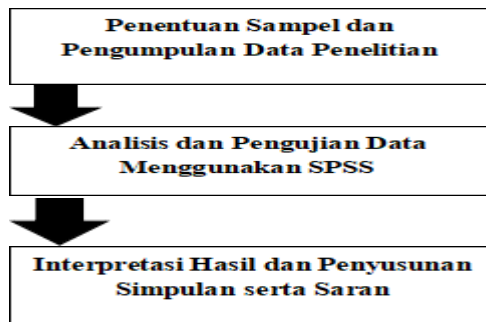 Penentuan Sampel dan
Pengumpulan Data Penelitian
Analisis dan Pengujian Data
Menggunakan SPSS
Interpretasi Hasil dan Penyusunan
Simpulan serta Saran